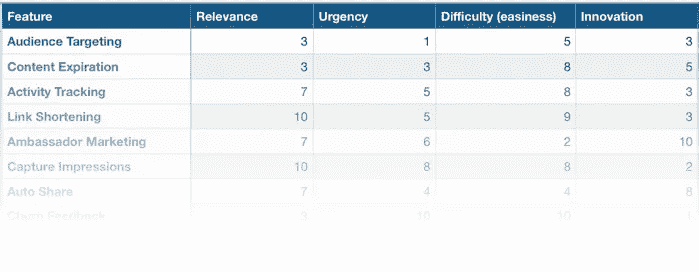 Feature Relevance Urgency Difficulty (easiness) Innovation
Audience Targeting 3 1 5 3
Content Expiration 3 3 8 5
Activity Tracking 7 5 8 3
Link Shortening 10 5 9 3
Ambassador Marketing 7 6 2 10
Capture Impressions 10 8 8 2
Auto Share 7 4 4 8
3 10 10